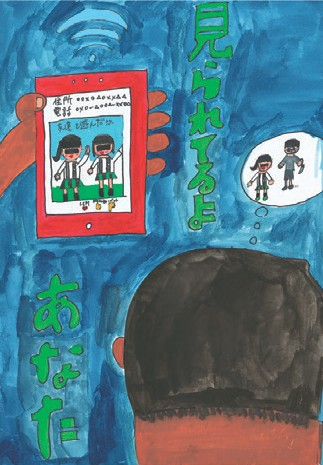 見られてるよ
あなた
住所
電話
友達と遊んだよ